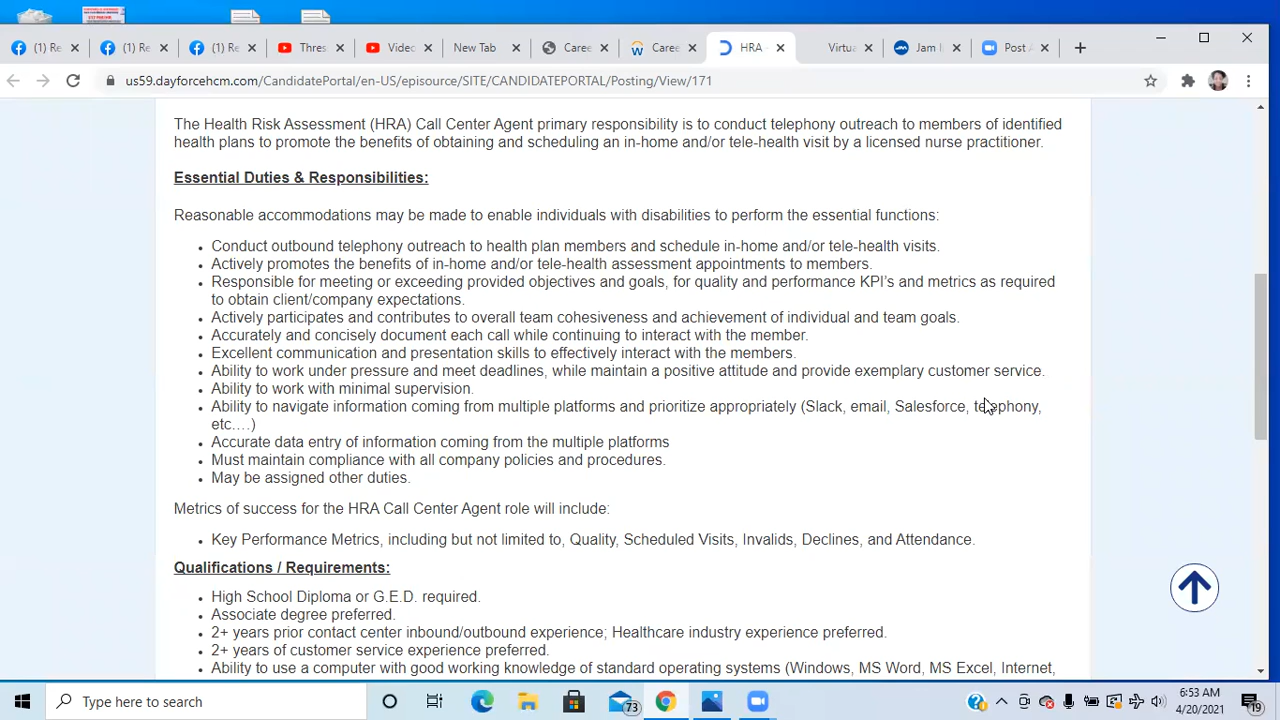 (1) Re
(1) Re
(1) Re
Thres
Video
New Tab
Caree
Caree
HRA
Virtua
Jam I
Post A
us59.dayforcehcm.com/CandidatePortal/en-US/episource/SITE/CANDIDATEPORTAL/Posting/View/171
The Health Risk Assessment (HRA) Call Center Agent primary responsibility is to conduct telephony outreach to members of identified
health plans to promote the benefits of obtaining and scheduling an in-home and/or tele-health visit by a licensed nurse practitioner.
Essential Duties & Responsibilities:
Reasonable accommodations may be made to enable individuals with disabilities to perform the essential functions:
• Conduct outbound telephony outreach to health plan members and schedule in-home and/or tele-health visits.
• Actively promotes the benefits of in-home and/or tele-health assessment appointments to members.
• Responsible for meeting or exceeding provided objectives and goals, for quality and performance KPI's and metrics as required
to obtain client/company expectations.
• Actively participates and contributes to overall team cohesiveness and achievement of individual and team goals.
• Accurately and concisely document each call while continuing to interact with the member.
• Excellent communication and presentation skills to effectively interact with the members.
• Ability to work under pressure and meet deadlines, while maintain a positive attitude and provide exemplary customer service.
• Ability to work with minimal supervision.
• Ability to navigate information coming from multiple platforms and prioritize appropriately (Slack, email, Salesforce, telephony,
etc....)
• Accurate data entry of information coming from the multiple platforms
• Must maintain compliance with all company policies and procedures.
• May be assigned other duties.
Metrics of success for the HRA Call Center Agent role will include:
• Key Performance Metrics, including but not limited to, Quality, Scheduled Visits, Invalids, Declines, and Attendance.
Qualifications / Requirements:
• High School Diploma or G.E.D. required.
• Associate degree preferred.
• 2+ years prior contact center inbound/outbound experience; Healthcare industry experience preferred.
• 2+ years of customer service experience preferred.
• Ability to use a computer with good working knowledge of standard operating systems (Windows, MS Word, MS Excel, Internet,
Type here to search
73
6:53 AM
4/20/2021
19